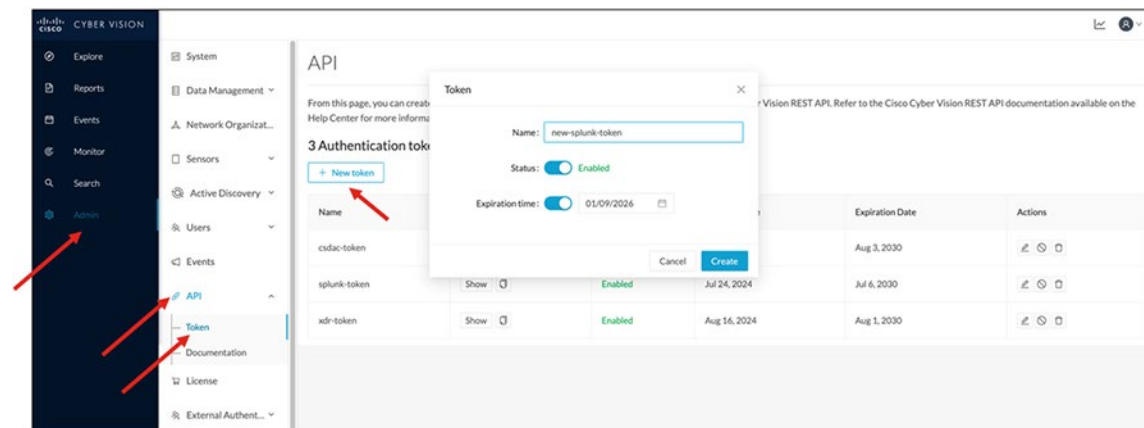 CISCO CYBER VISION
Explore
Reports
Events
Monitor
Search
Admin
System
Data Management
Network Organizat...
Sensors
Active Discovery
Users
Events
API
Token
Documentation
License
External Authent...
API
From this page, you can Vision REST API. Refer to the Cisco Cyber Vision REST API documentation available on the
Help Center for more
3 Authentication
+ New token
Token
Name: new-splunk-token
Status: Enabled
Expiration time: 01/09/2026
Cancel Create
Name Expiration Date Actions
csdac-token Aug 3, 2030
splunk-token Show Enabled Jul 24, 2024 Jul 6, 2030
xdr-token Show Enabled Aug 16, 2024 Aug 1, 2030